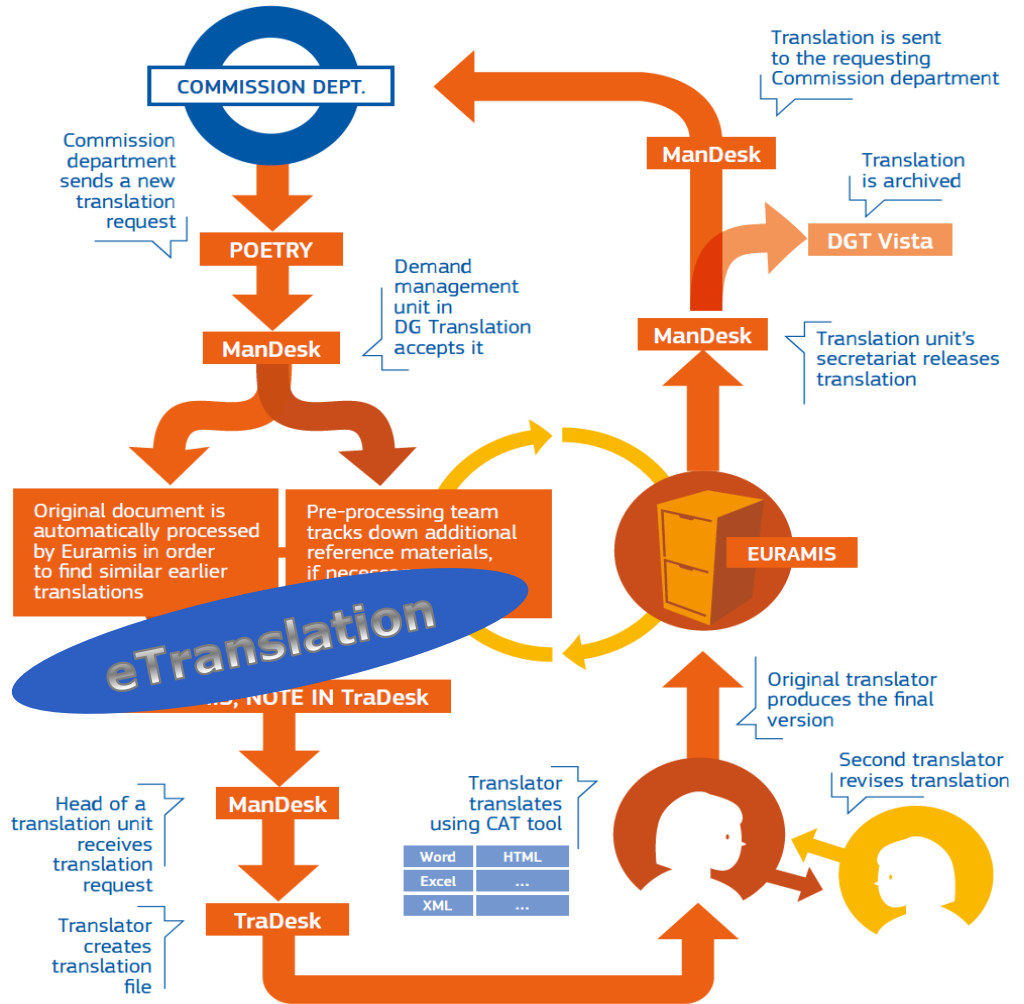 COMMISSION DEPT.
Commission
department
sends a new
translation
request
POETRY
Demand
management
unit in
DG Translation
accepts it
ManDesk
Original document is
automatically processed
by Euramis in order
to find similar earlier
translations
Pre-processing team
tracks down additional
reference materials,
if
eTranslation
NOTE IN TraDesk
Head of a
translation unit
receives
translation
request
ManDesk
Translator
creates
translation
file
TraDesk
Translator
translates
using CAT tool
Word HTML
Excel ...
XML ...
Second translator
revises translation
Original translator
produces the final
version
EURAMIS
Translation unit's
secretariat releases
translation
ManDesk
Translation
is archived
DGT Vista
ManDesk
Translation is sent
to the requesting
Commission department